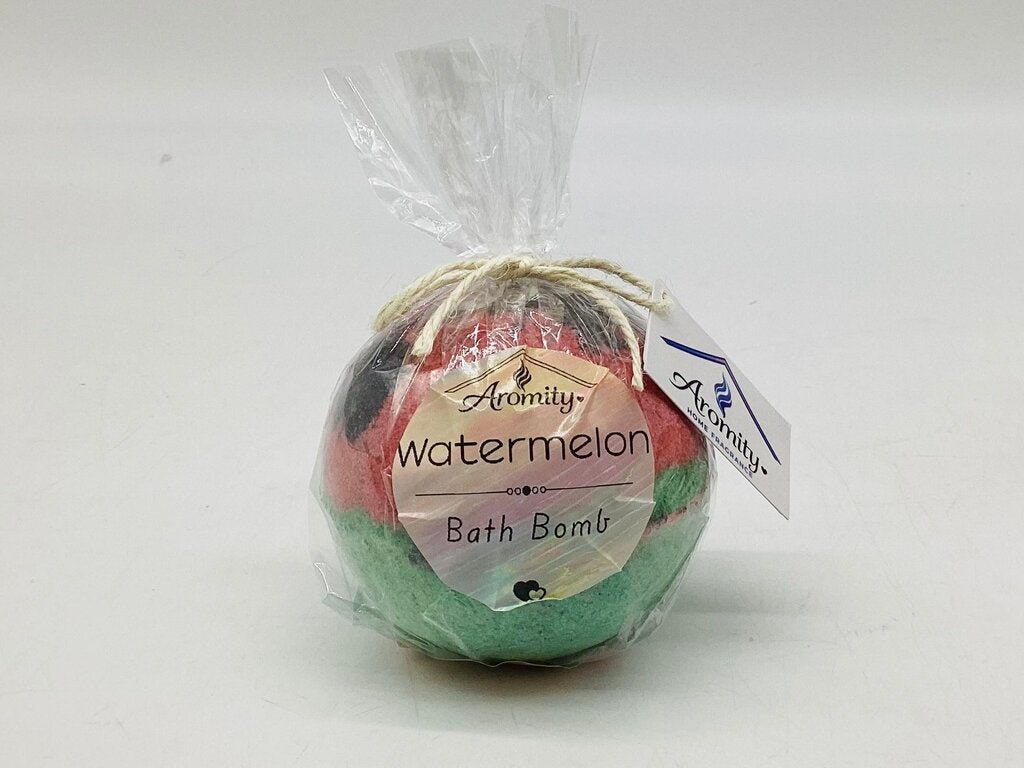 Aromity
watermelon
Bath Bomb
Aromity
HOME FRAGRANCE